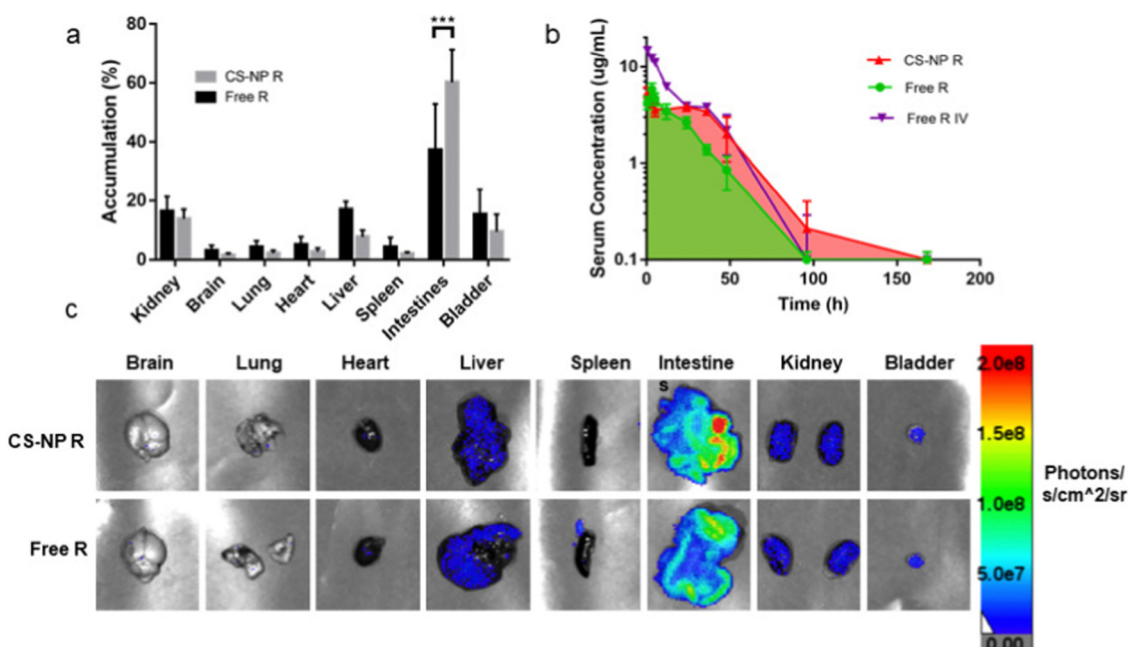 a
Accumulation (%)
80
60
40
20
0
***
CS-NP R
Free R
Kidney
Brain
Lung
Heart
Liver
Spleen
Intestines
Bladder
b
Serum Concentration (ug/mL)
10
1
0.1
CS-NP R
Free R
Free R IV
0
50
100
150
200
Time (h)
c
Brain Lung Heart Liver Spleen Intestine Kidney Bladder
s
CS-NP R
Free R
2.0e8
1.5e8
1.0e8
5.0e7
0.00
Photons/
s/cm^2/sr